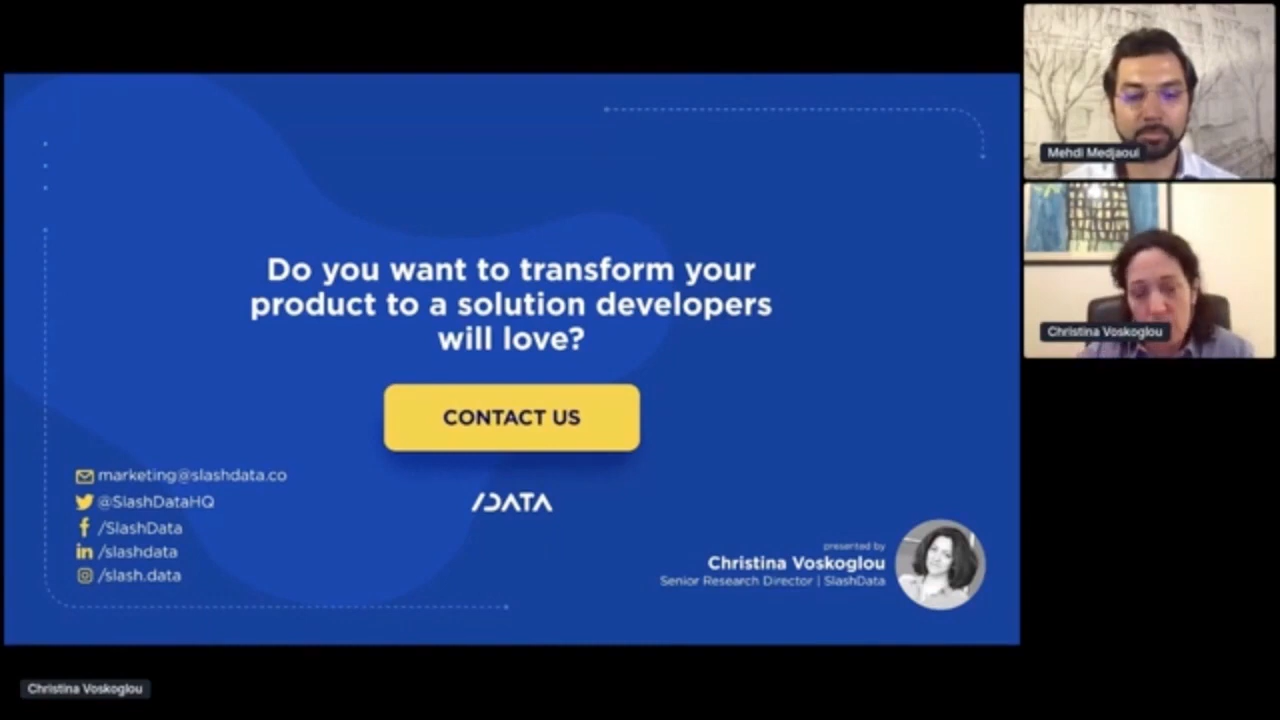 Do you want to transform your
product to a solution developers
will love?
CONTACT US
marketing@slashdata.co
@SlashDataHQ
/SlashData
/slashdata
/slash.data
/DATA
presented by
Christina Voskoglou
Senior Research Director | SlashData
Mehdi Medjaoui
Christina Voskoglou
Christina Voskoglou